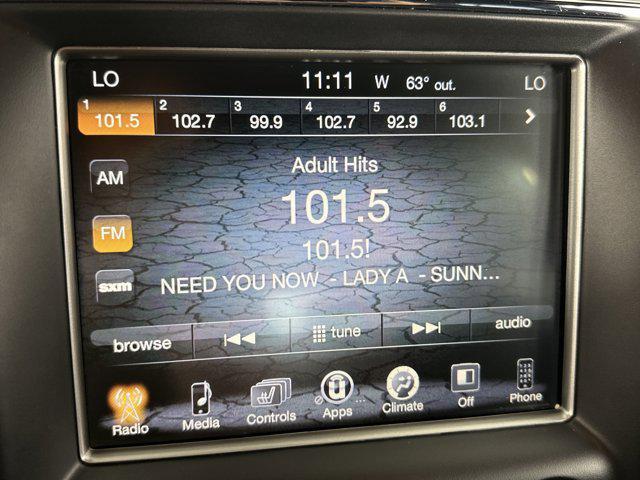 LO 11:11 W 63° out. LO
1 101.5 2 102.7 3 99.9 4 102.7 5 92.9 6 103.1
AM
Adult Hits
101.5
FM
101.5!
sxm
NEED YOU NOW - LADY A - SUNN...
browse tune audio
Radio Media Controls Apps ... Climate Off Phone